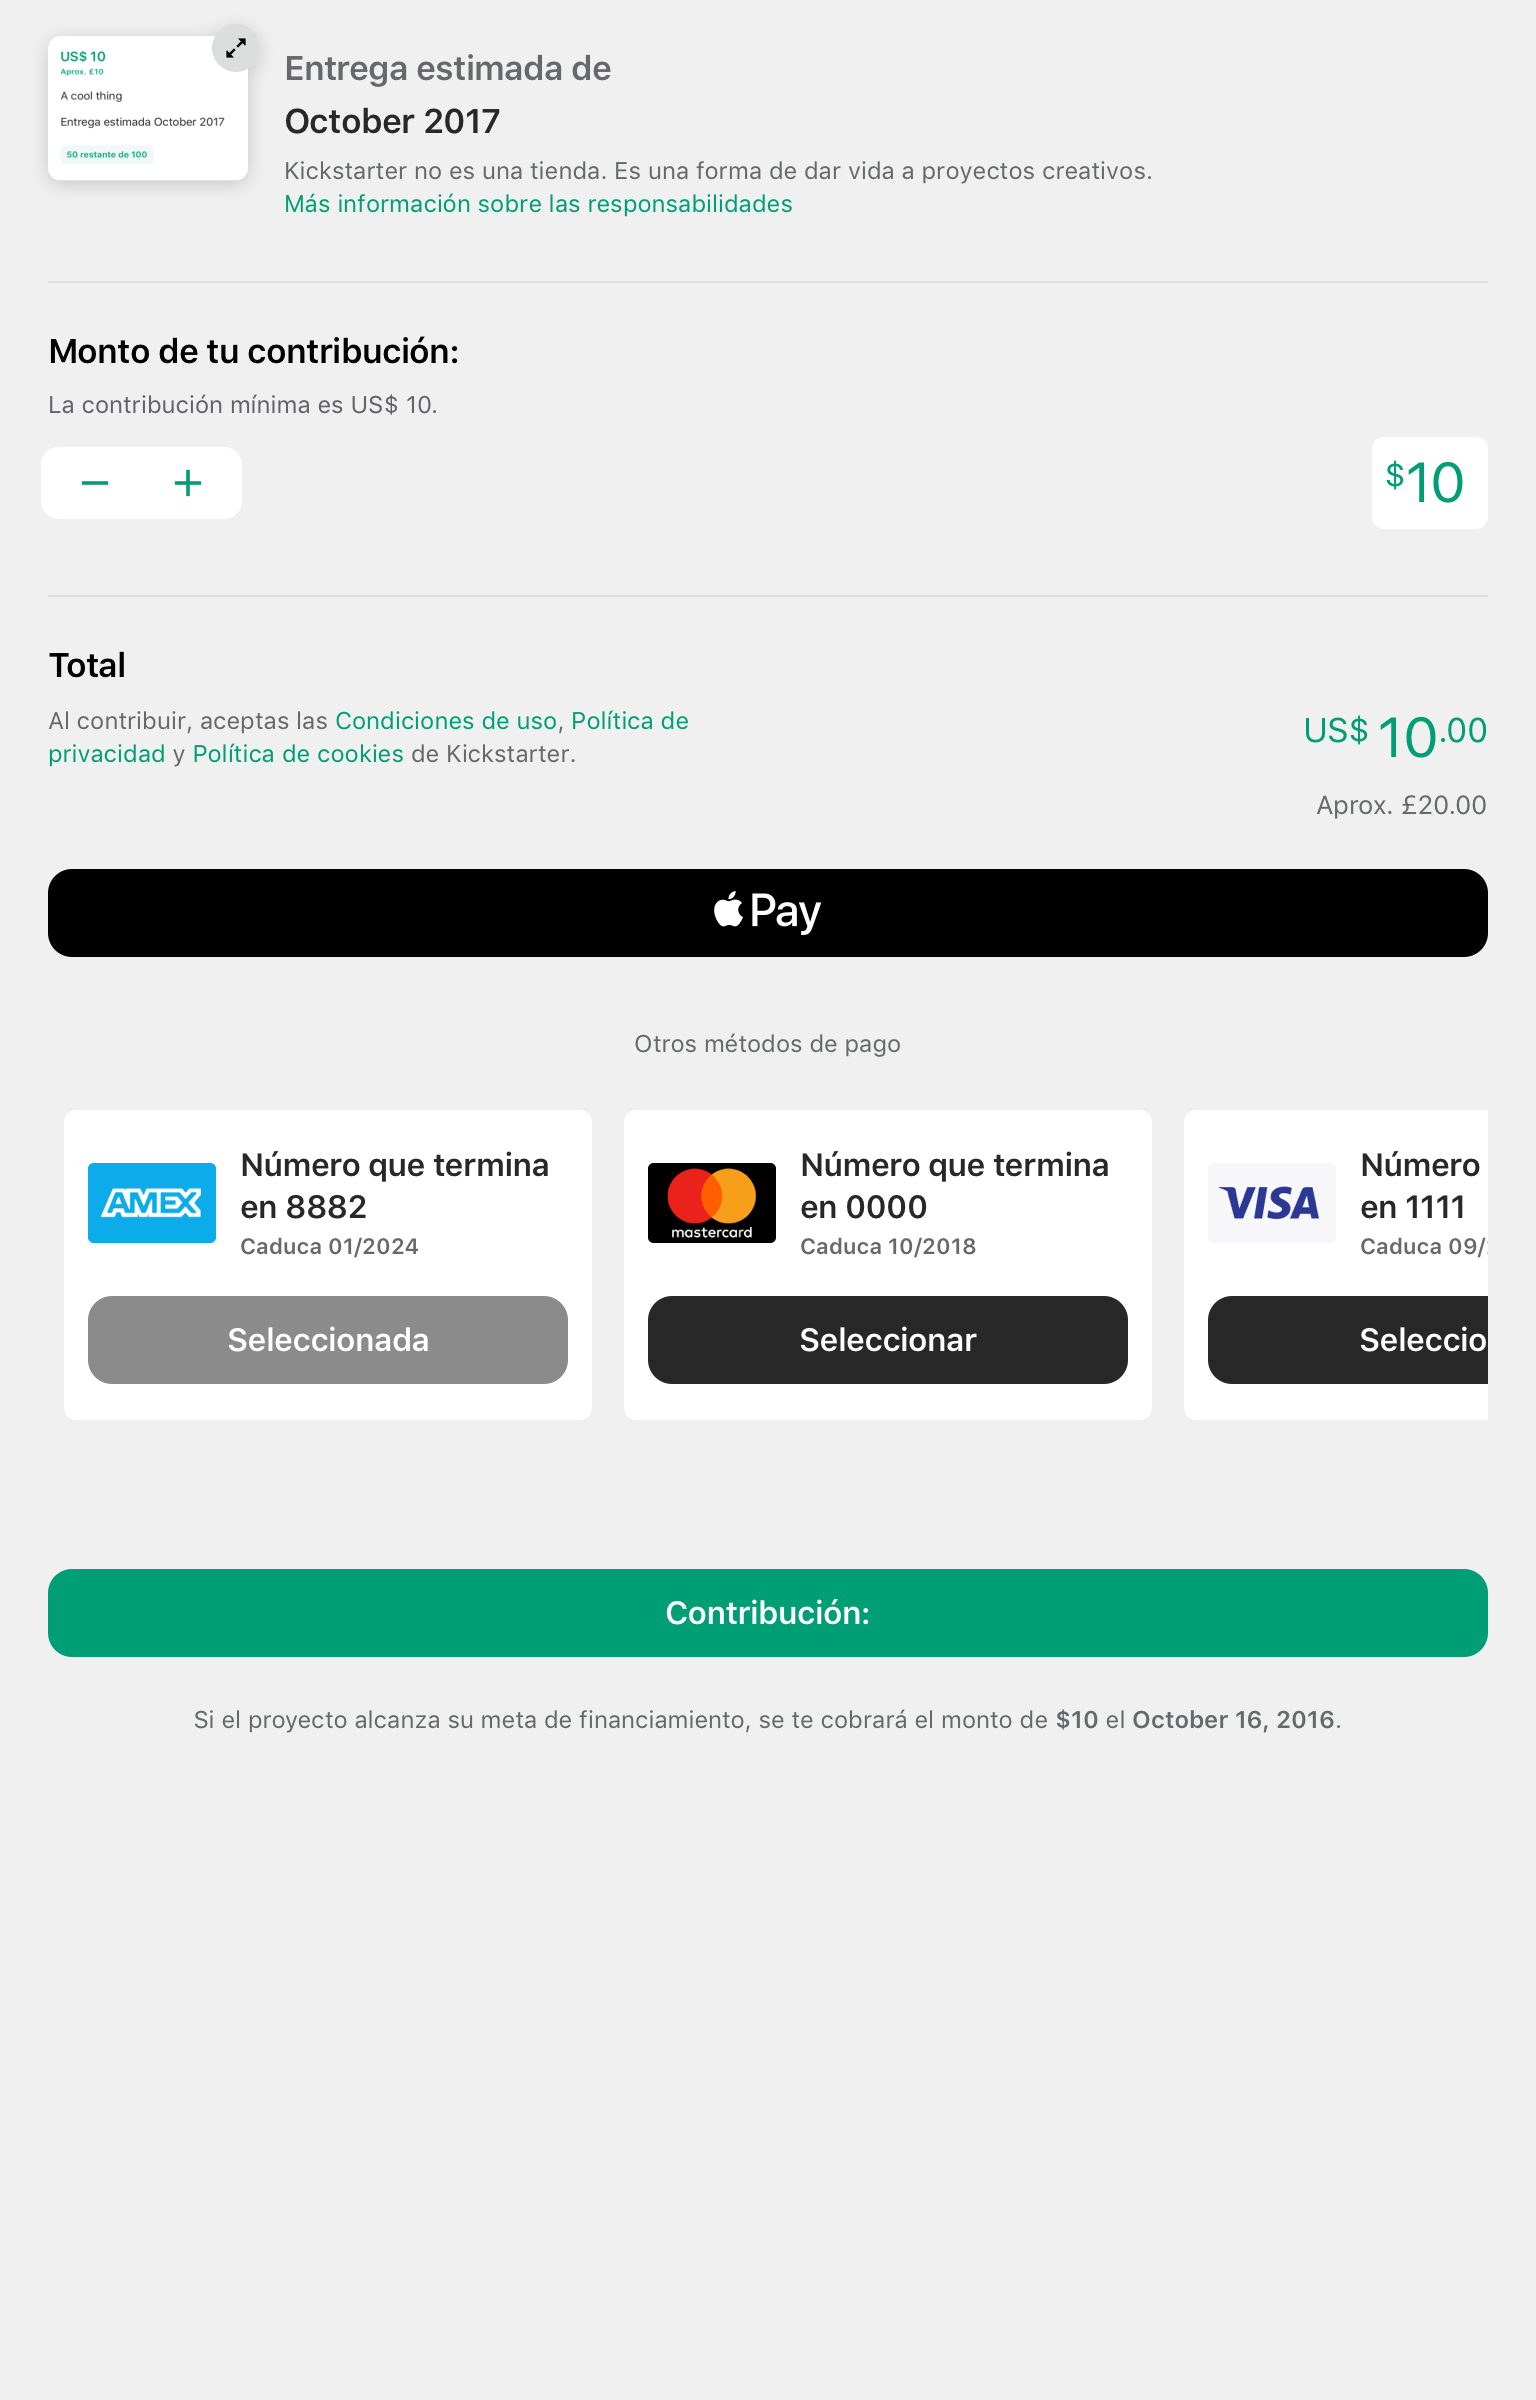 US$ 10
Aprox. £10
A cool thing
Entrega estimada October 2017
50 restante de 100
Entrega estimada de
October 2017
Kickstarter no es una tienda. Es una forma de dar vida a proyectos creativos.
Más información sobre las responsabilidades
Monto de tu contribución:
La contribución mínima es US$ 10.
− +
$10
Total
Al contribuir, aceptas las Condiciones de uso, Política de
privacidad y Política de cookies de Kickstarter.
US$ 10.00
Aprox. £20.00
Pay
Otros métodos de pago
AMEX
Número que termina
en 8882
Caduca 01/2024
Seleccionada
mastercard
Número que termina
en 0000
Caduca 10/2018
Seleccionar
VISA
Número
en 1111
Caduca 09/
Seleccio
Contribución:
Si el proyecto alcanza su meta de financiamiento, se te cobrará el monto de $10 el October 16, 2016.